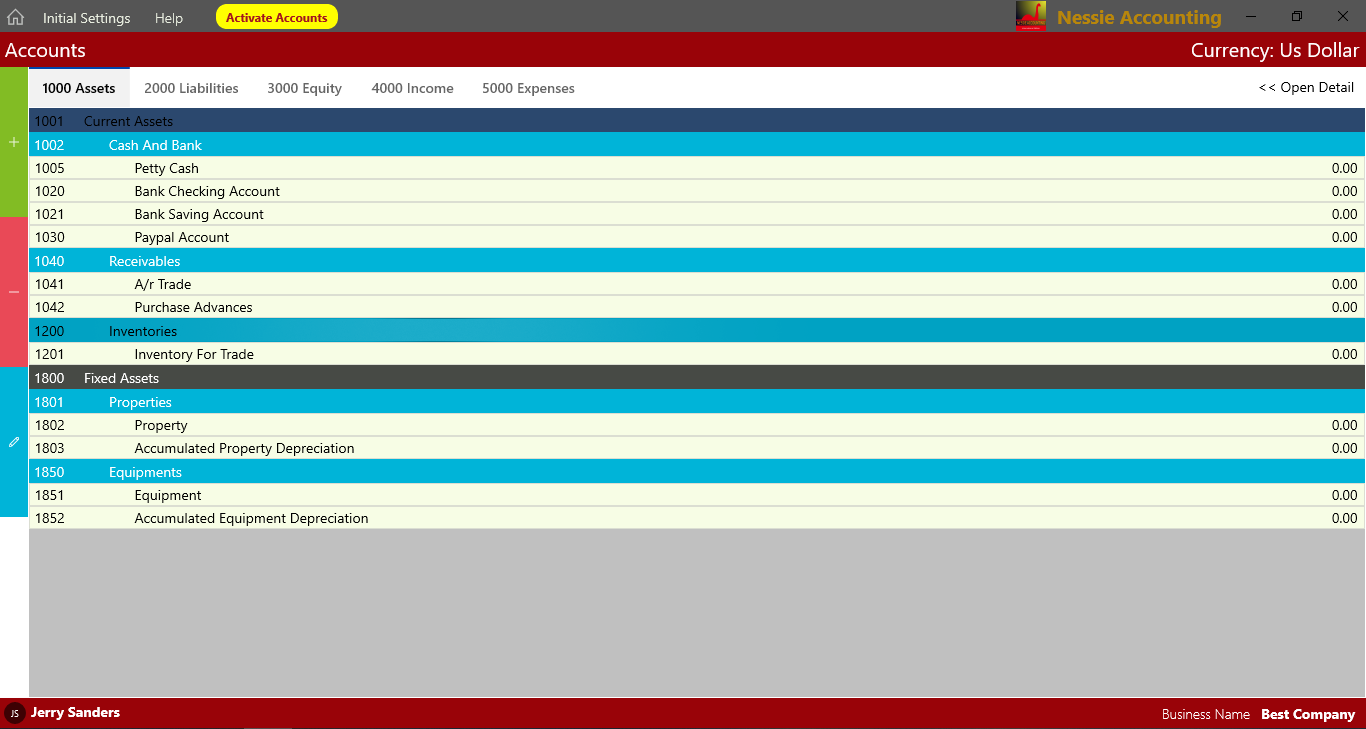 Initial Settings Help Activate Accounts Nessie Accounting
Accounts Currency: Us Dollar
1000 Assets 2000 Liabilities 3000 Equity 4000 Income 5000 Expenses << Open Detail
1001 Current Assets
1002 Cash And Bank
1005 Petty Cash 0.00
1020 Bank Checking Account 0.00
1021 Bank Saving Account 0.00
1030 Paypal Account 0.00
1040 Receivables
1041 A/r Trade 0.00
1042 Purchase Advances 0.00
1200 Inventories
1201 Inventory For Trade 0.00
1800 Fixed Assets
1801 Properties
1802 Property 0.00
1803 Accumulated Property Depreciation 0.00
1850 Equipments
1851 Equipment 0.00
1852 Accumulated Equipment Depreciation 0.00
JS Jerry Sanders Business Name Best Company